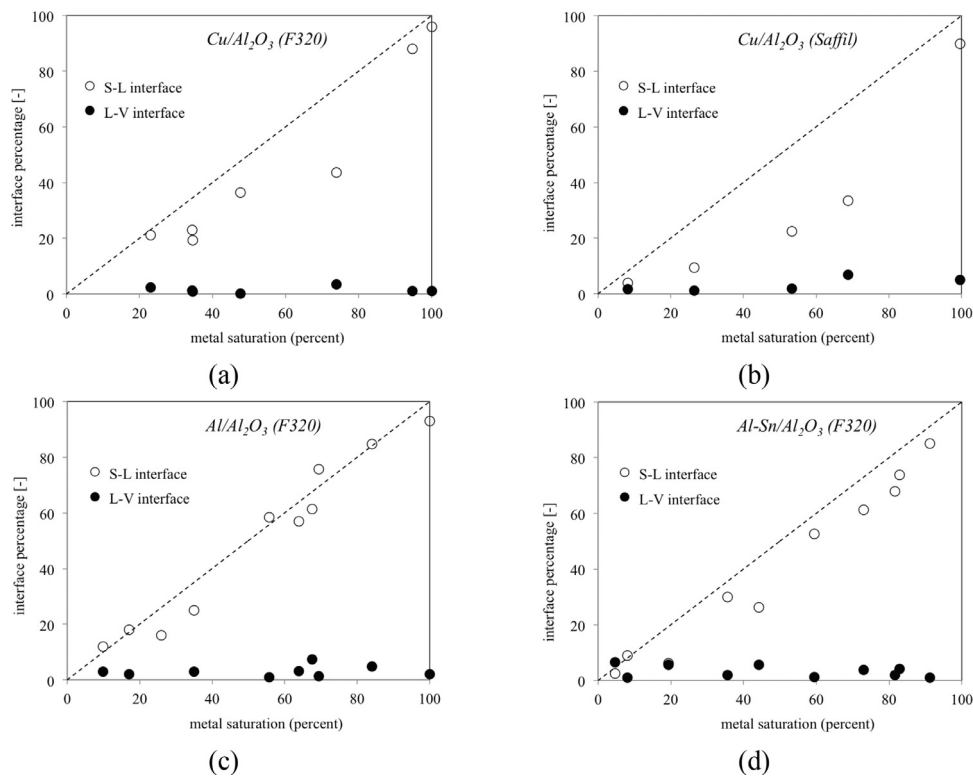 100
Cu/Al2O3 (F320)
80
S-L interface
L-V interface
60
40
20
0
interface percentage [-]
0 20 40 60 80 100
metal saturation (percent)
(a)
100
Cu/Al2O3 (Saffil)
80
S-L interface
L-V interface
60
40
20
0
interface percentage [-]
0 20 40 60 80 100
metal saturation (percent)
(b)
100
Al/Al2O3 (F320)
80
S-L interface
L-V interface
60
40
20
0
interface percentage [-]
0 20 40 60 80 100
metal saturation (percent)
(c)
100
Al-Sn/Al2O3 (F320)
80
S-L interface
L-V interface
60
40
20
0
interface percentage [-]
0 20 40 60 80 100
metal saturation (percent)
(d)